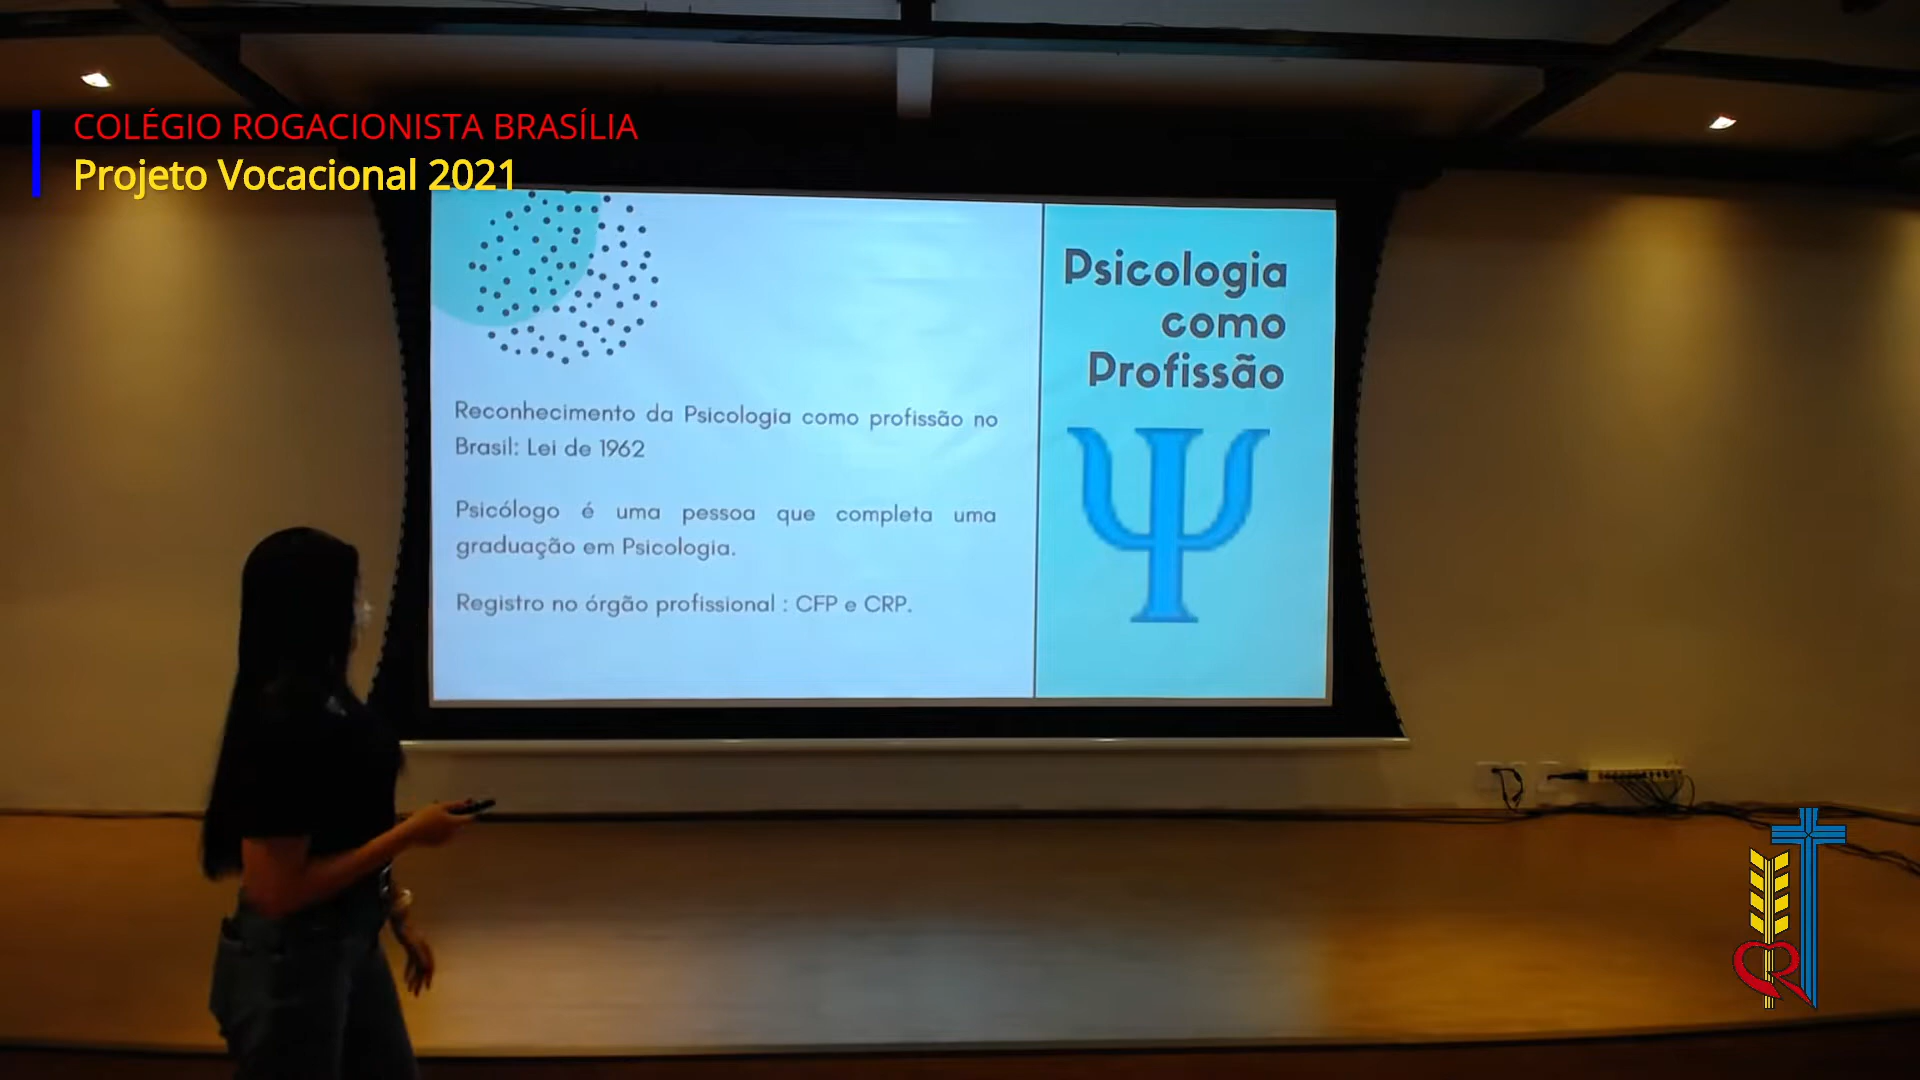 COLÉGIO ROGACIONISTA BRASÍLIA
Projeto Vocacional 2021
Reconhecimento da Psicologia como profissão no
Brasil: Lei de 1962
Psicólogo é uma pessoa que completa uma
graduação em Psicologia.
Registro no órgão profissional : CFP e CRP.
Psicologia
como
Profissão
Ψ